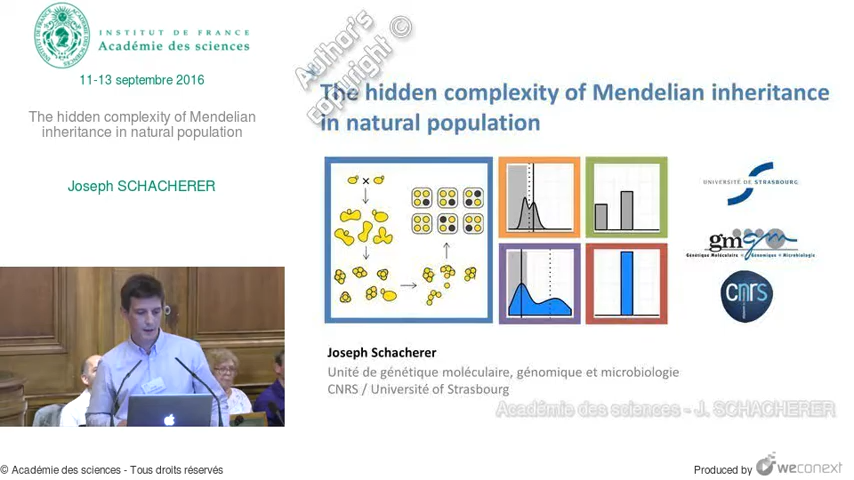 INSTITUT DE FRANCE
Académie des sciences
11-13 septembre 2016
The hidden complexity of Mendelian
inheritance in natural population
Joseph SCHACHERER
Author's
copyright ©
The hidden complexity of Mendelian inheritance
in natural population
UNIVERSITÉ DE STRASBOURG
gmgm
Génétique Moléculaire • Génomique • Microbiologie
cnrs
Joseph Schacherer
Unité de génétique moléculaire, génomique et microbiologie
CNRS / Université of Strasbourg
Académie des sciences - J. SCHACHERER
© Académie des sciences - Tous droits réservés
Produced by weconext